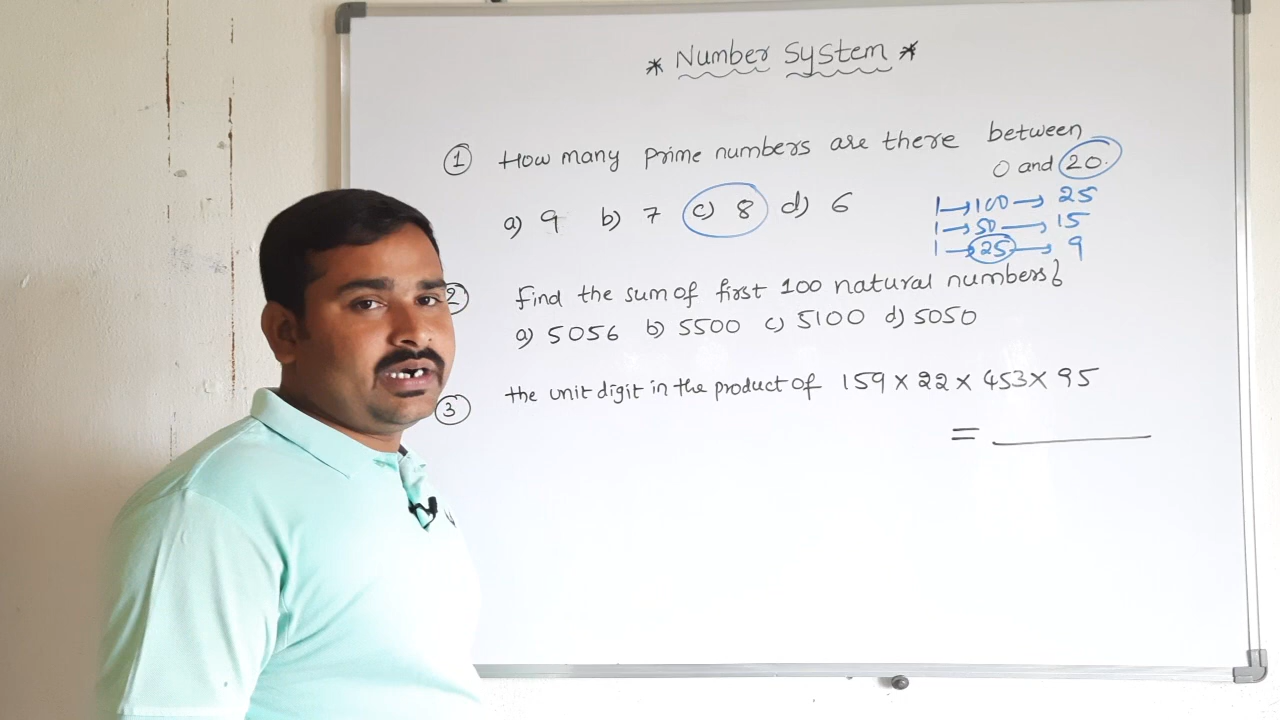 * Number System *
① How many Prime numbers are there between
0 and 20.
a) 9 b) 7 c) 8 d) 6
1→100→25
1→50→15
1→25→9
② Find the sum of first 100 natural numbers?
a) 5056 b) 5500 c) 5100 d) 5050
③ the unit digit in the product of 159 × 22 × 453 × 95
= ________